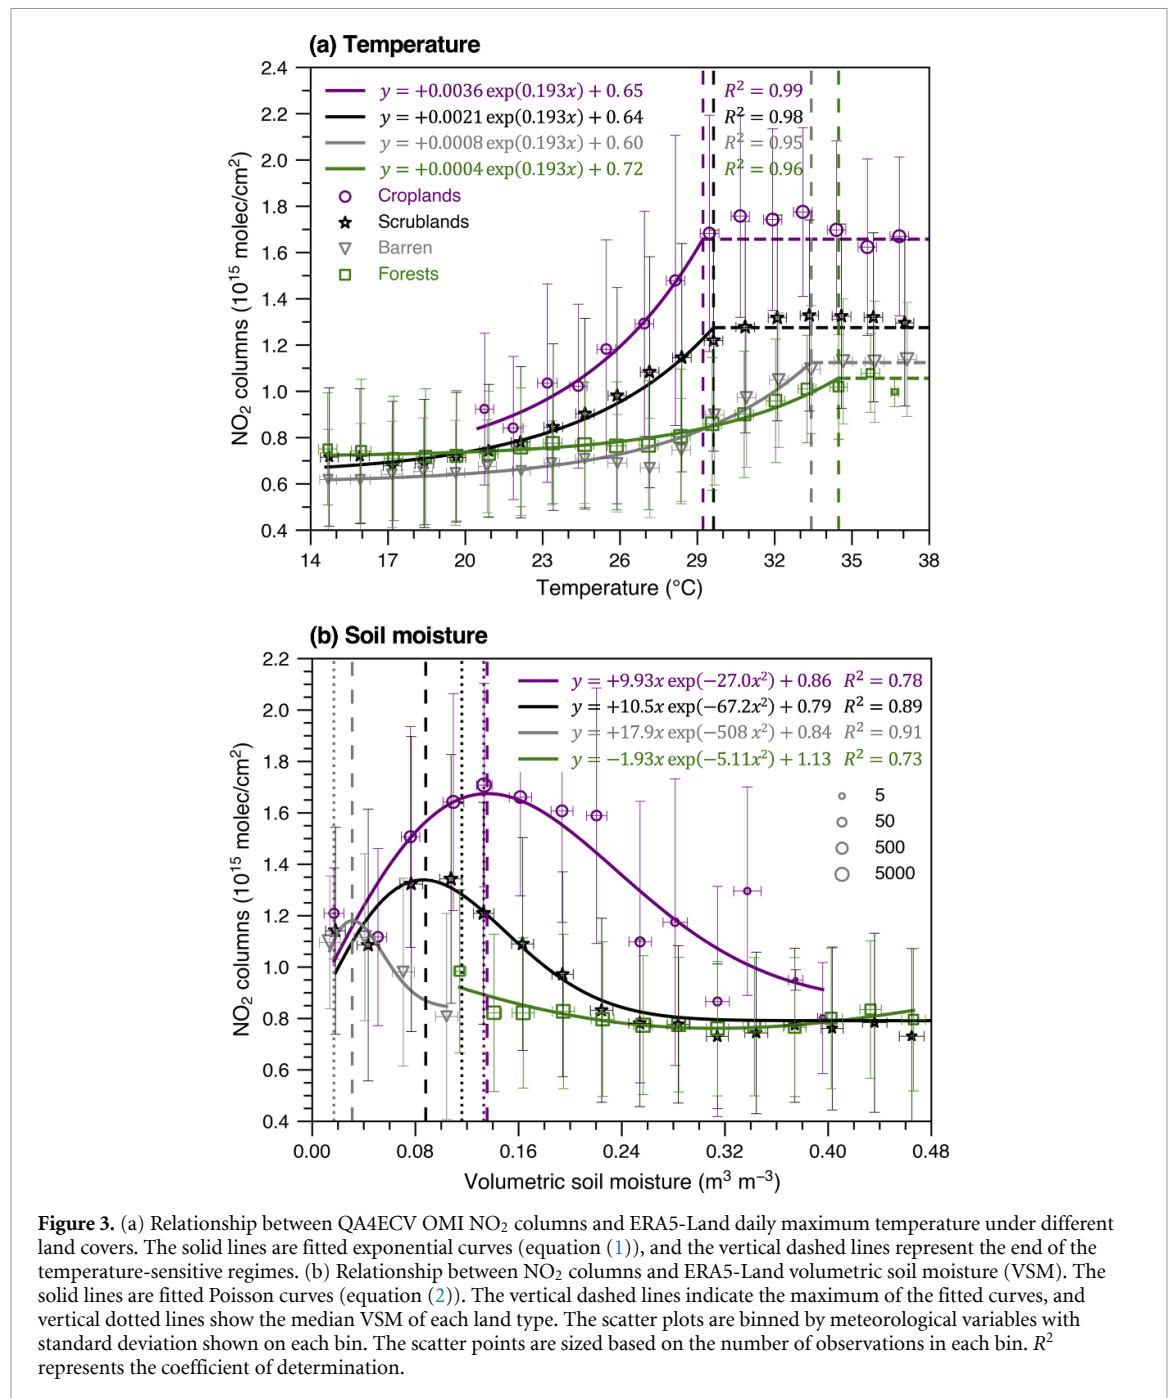 (a) Temperature
2.4
2.2
2.0
1.8
1.6
1.4
1.2
1.0
0.8
0.6
0.4
NO₂ columns (10¹⁵ molec/cm²)
y = +0.0036 exp(0.193x) + 0.65 R² = 0.99
y = +0.0021 exp(0.193x) + 0.64 R² = 0.98
y = +0.0008 exp(0.193x) + 0.60 R² = 0.95
y = +0.0004 exp(0.193x) + 0.72 R² = 0.96
Croplands
Scrublands
Barren
Forests
14 17 20 23 26 29 32 35 38
Temperature (°C)
(b) Soil moisture
2.2
2.0
1.8
1.6
1.4
1.2
1.0
0.8
0.6
0.4
NO₂ columns (10¹⁵ molec/cm²)
y = +9.93x exp(−27.0x²) + 0.86 R² = 0.78
y = +10.5x exp(−67.2x²) + 0.79 R² = 0.89
y = +17.9x exp(−508 x²) + 0.84 R² = 0.91
y = −1.93x exp(−5.11x²) + 1.13 R² = 0.73
5
50
500
5000
0.00 0.08 0.16 0.24 0.32 0.40 0.48
Volumetric soil moisture (m³ m⁻³)
Figure 3. (a) Relationship between QA4ECV OMI NO₂ columns and ERA5-Land daily maximum temperature under different
land covers. The solid lines are fitted exponential curves (equation (1)), and the vertical dashed lines represent the end of the
temperature-sensitive regimes. (b) Relationship between NO₂ columns and ERA5-Land volumetric soil moisture (VSM). The
solid lines are fitted Poisson curves (equation (2)). The vertical dashed lines indicate the maximum of the fitted curves, and
vertical dotted lines show the median VSM of each land type. The scatter plots are binned by meteorological variables with
standard deviation shown on each bin. The scatter points are sized based on the number of observations in each bin. R²
represents the coefficient of determination.